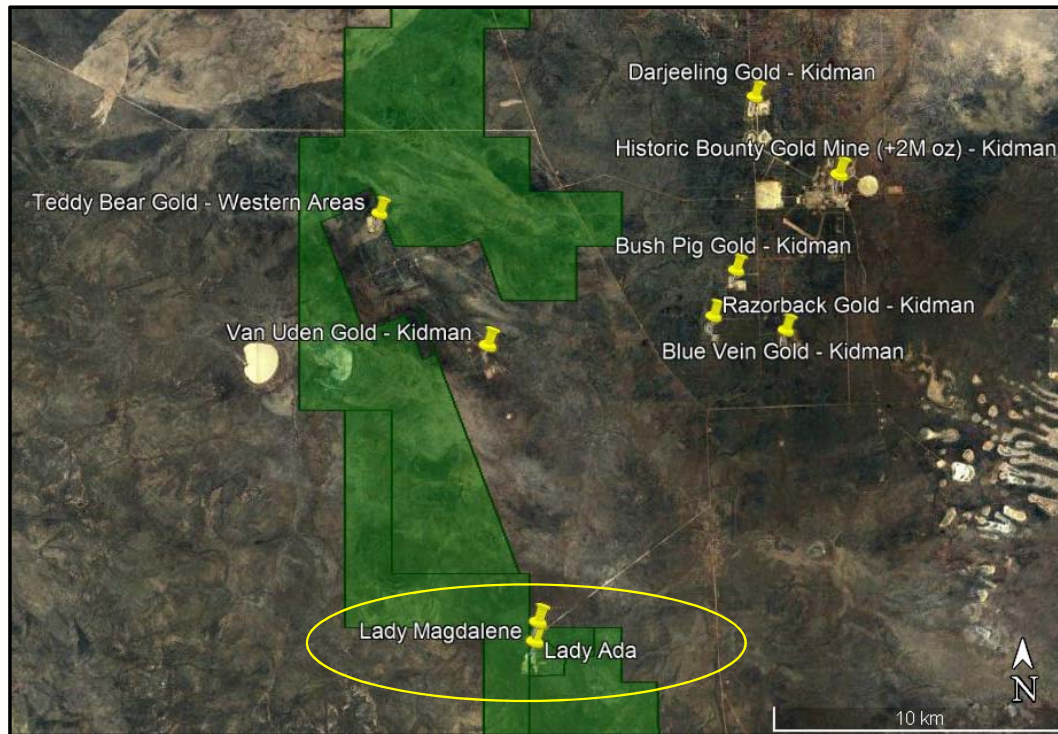 Darjeeling Gold - Kidman
Historic Bounty Gold Mine (+2M oz) - Kidman
Teddy Bear Gold - Western Areas
Bush Pig Gold - Kidman
Razorback Gold - Kidman
Van Uden Gold - Kidman
Blue Vein Gold - Kidman
Lady Magdalene
Lady Ada
N
10 km